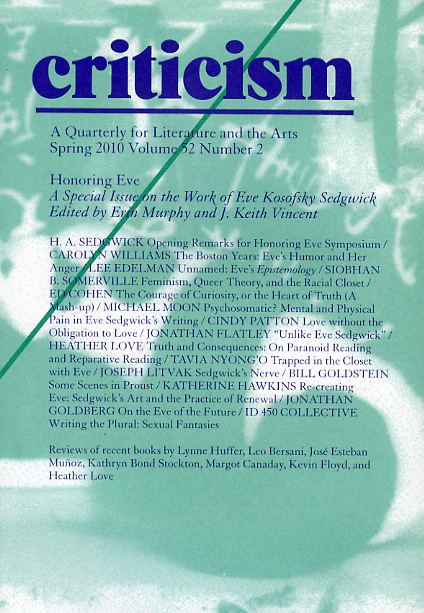 criticism
A Quarterly for Literature and the Arts
Spring 2010 Volume 52 Number 2
Honoring Eve
A Special Issue on the Work of Eve Kosofsky Sedgwick
Edited by Erin Murphy and J. Keith Vincent
H. A. SEDGWICK Opening Remarks for Honoring Eve Symposium /
CAROLYN WILLIAMS The Boston Years: Eve's Humor and Her
Anger / LEE EDELMAN Unnamed: Eve's Epistemology / SIOBHAN
B. SOMERVILLE Feminism, Queer Theory, and the Racial Closet /
ED COHEN The Courage of Curiosity, or the Heart of Truth (A
Mash-up) / MICHAEL MOON Psychosomatic? Mental and Physical
Pain in Eve Sedgwick's Writing / CINDY PATTON Love without the
Obligation to Love / JONATHAN FLATLEY "Unlike Eve Sedgwick" /
HEATHER LOVE Truth and Consequences: On Paranoid Reading
and Reparative Reading / TAVIA NYONG'O Trapped in the Closet
with Eve / JOSEPH LITVAK Sedgwick's Nerve / BILL GOLDSTEIN
Some Scenes in Proust / KATHERINE HAWKINS Re-creating
Eve: Sedgwick's Art and the Practice of Renewal / JONATHAN
GOLDBERG On the Eve of the Future / ID 450 COLLECTIVE
Writing the Plural: Sexual Fantasies
Reviews of recent books by Lynne Huffer, Leo Bersani, José Esteban
Muñoz, Kathryn Bond Stockton, Margot Canaday, Kevin Floyd, and
Heather Love